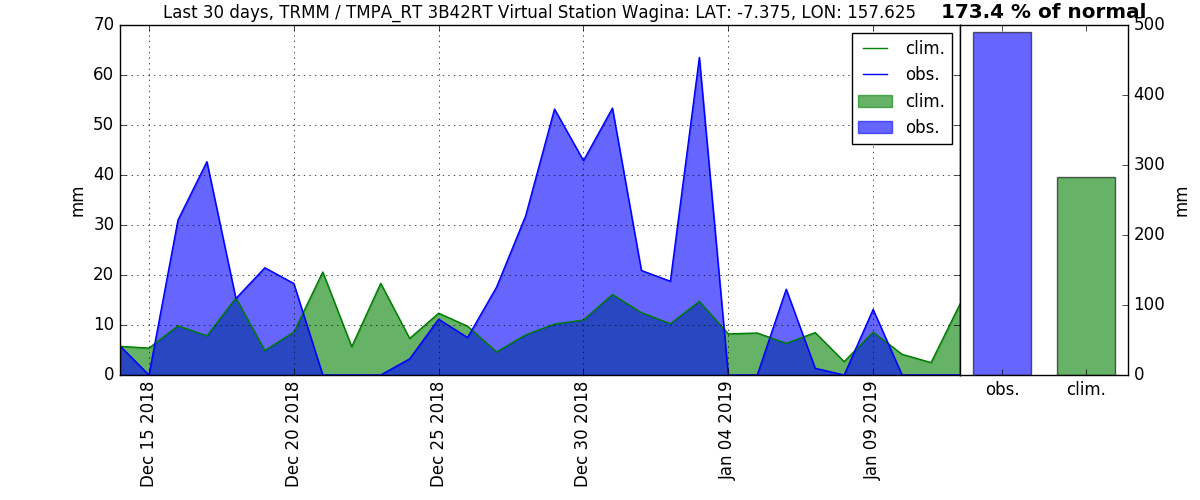 Last 30 days, TRMM / TMPA_RT 3B42RT Virtual Station Wagina: LAT: -7.375, LON: 157.625
173.4 % of normal
70
60
50
40
30
20
10
0
mm
clim.
obs.
clim.
obs.
Dec 15 2018
Dec 20 2018
Dec 25 2018
Dec 30 2018
Jan 04 2019
Jan 09 2019
500
400
300
200
100
0
mm
obs.
clim.